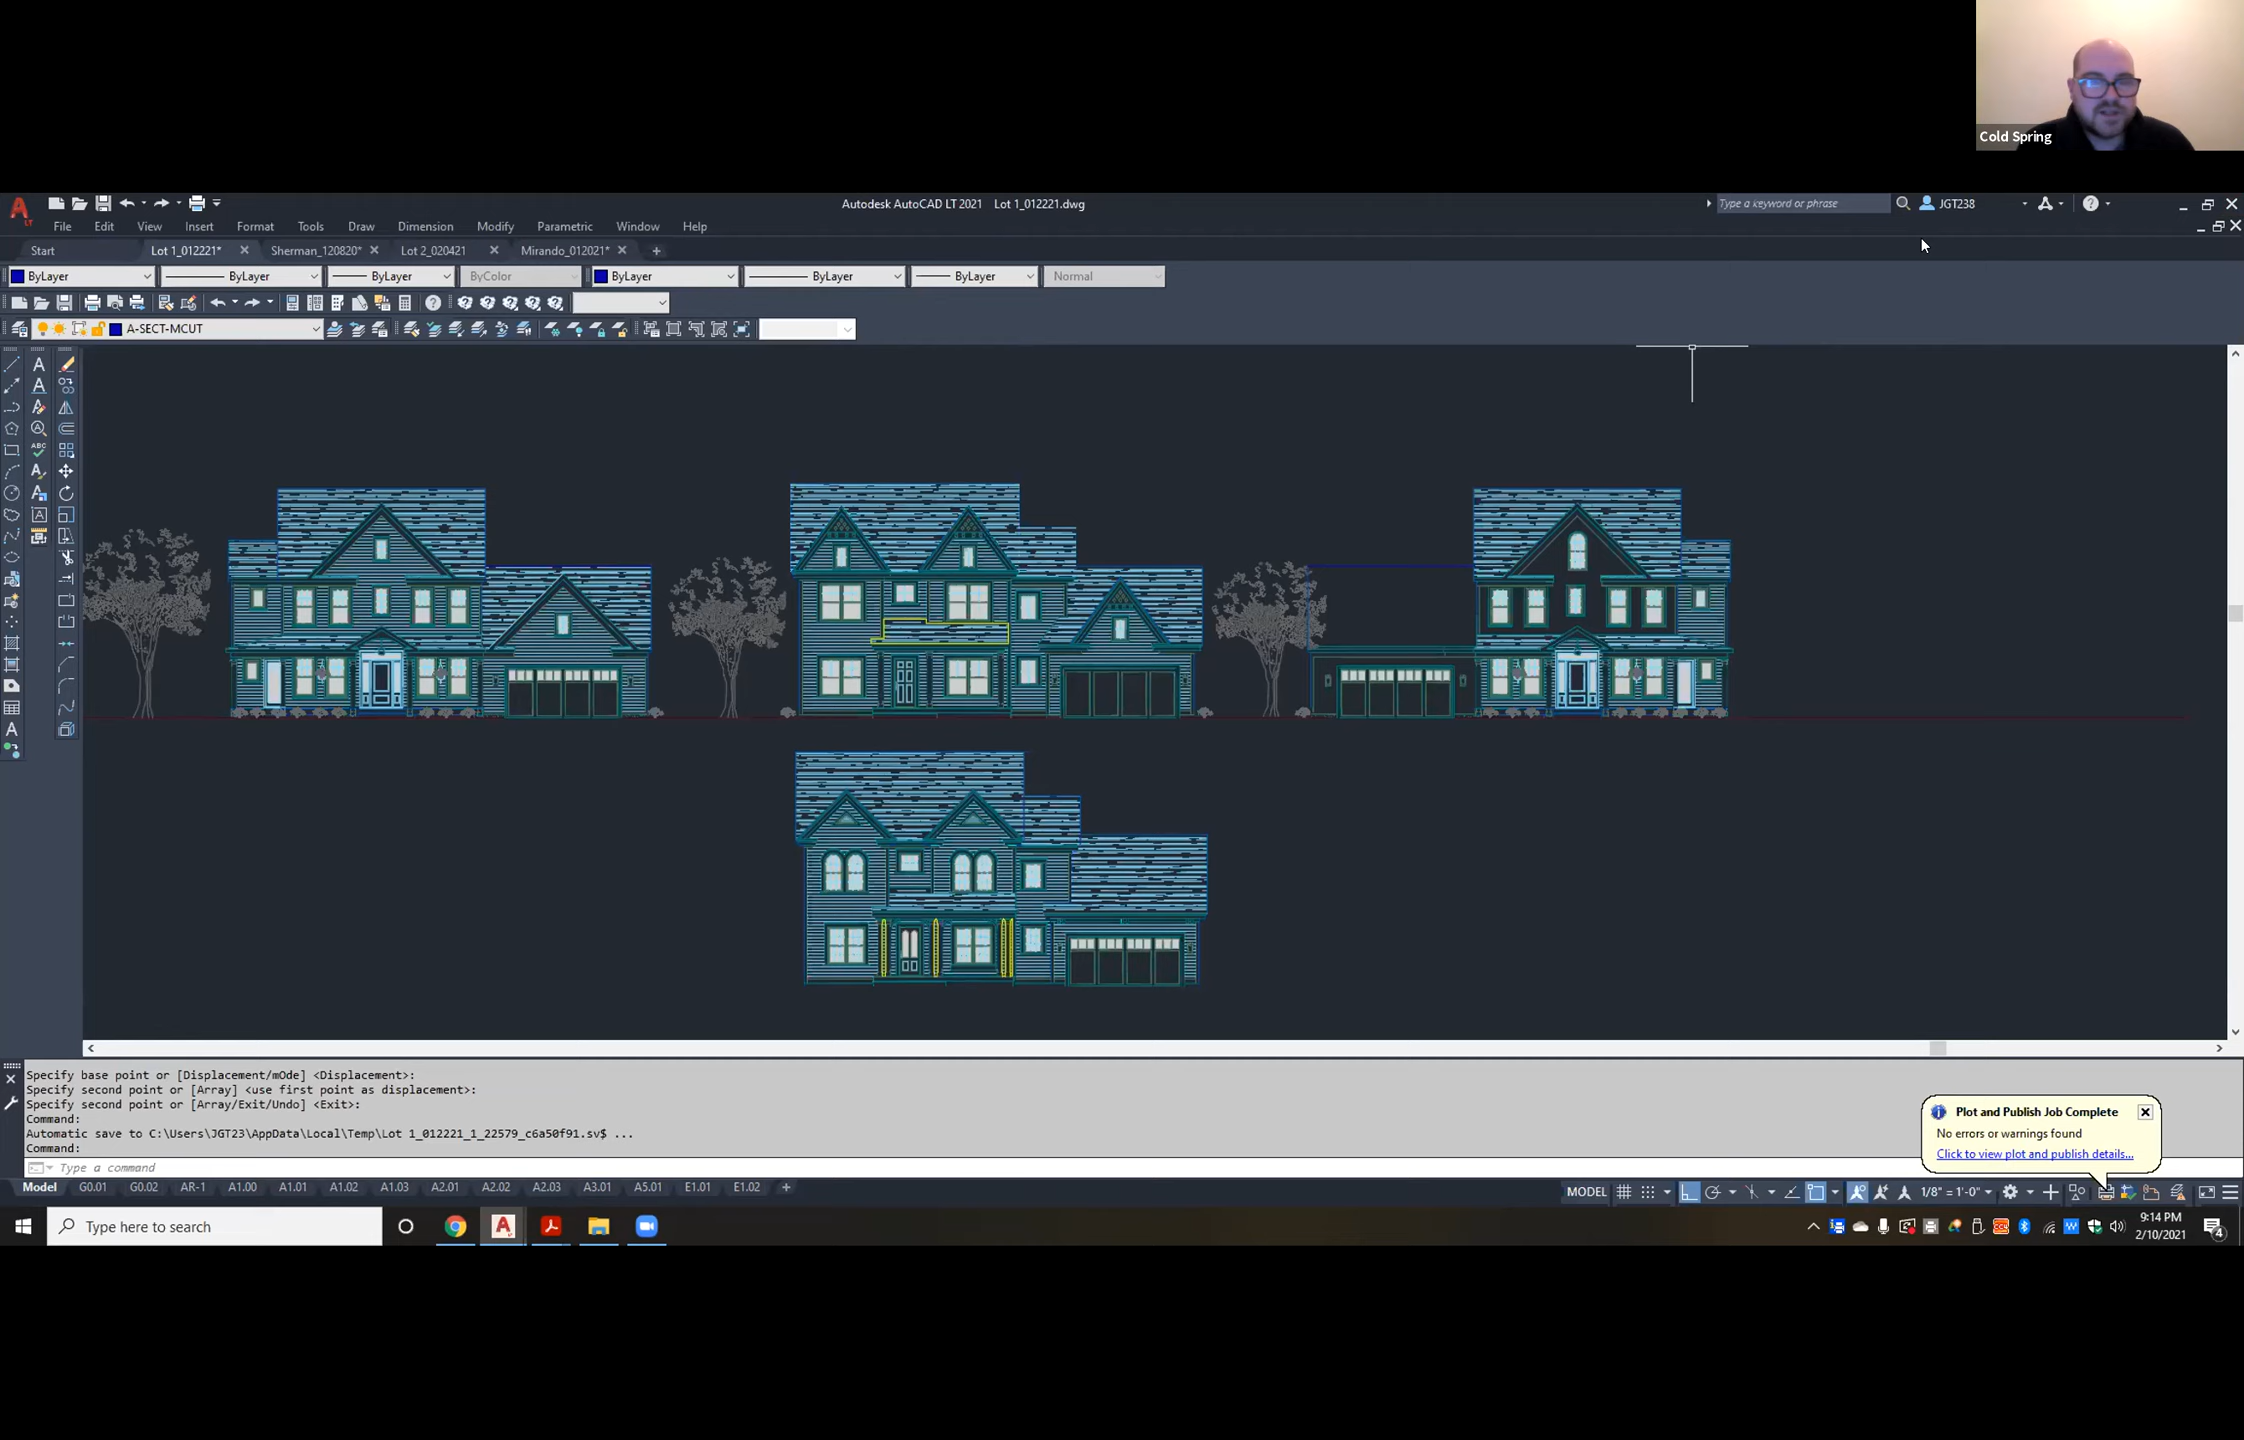 Cold Spring
Autodesk AutoCAD LT 2021 Lot 1_012221.dwg
Type a keyword or phrase
JGT238
File Edit View Insert Format Tools Draw Dimension Modify Parametric Window Help
Start Lot 1_012221* Sherman_120820* Lot 2_020421 Mirando_012021*
ByLayer ByLayer ByLayer ByColor ByLayer ByLayer ByLayer Normal
A-SECT-MCUT
Specify base point or [Displacement/mOde] <Displacement>:
Specify second point or [Array] <use first point as displacement>:
Specify second point or [Array/Exit/Undo] <Exit>:
Command:
Automatic save to C:\Users\JGT23\AppData\Local\Temp\Lot 1_012221_1_22579_c6a50f91.sv$ ...
Command:
Type a command
Plot and Publish Job Complete
No errors or warnings found
Click to view plot and publish details...
Model G0.01 G0.02 AR-1 A1.00 A1.01 A1.02 A1.03 A2.01 A2.02 A2.03 A3.01 A5.01 E1.01 E1.02
MODEL 1/8" = 1'-0"
Type here to search
9:14 PM
2/10/2021
4